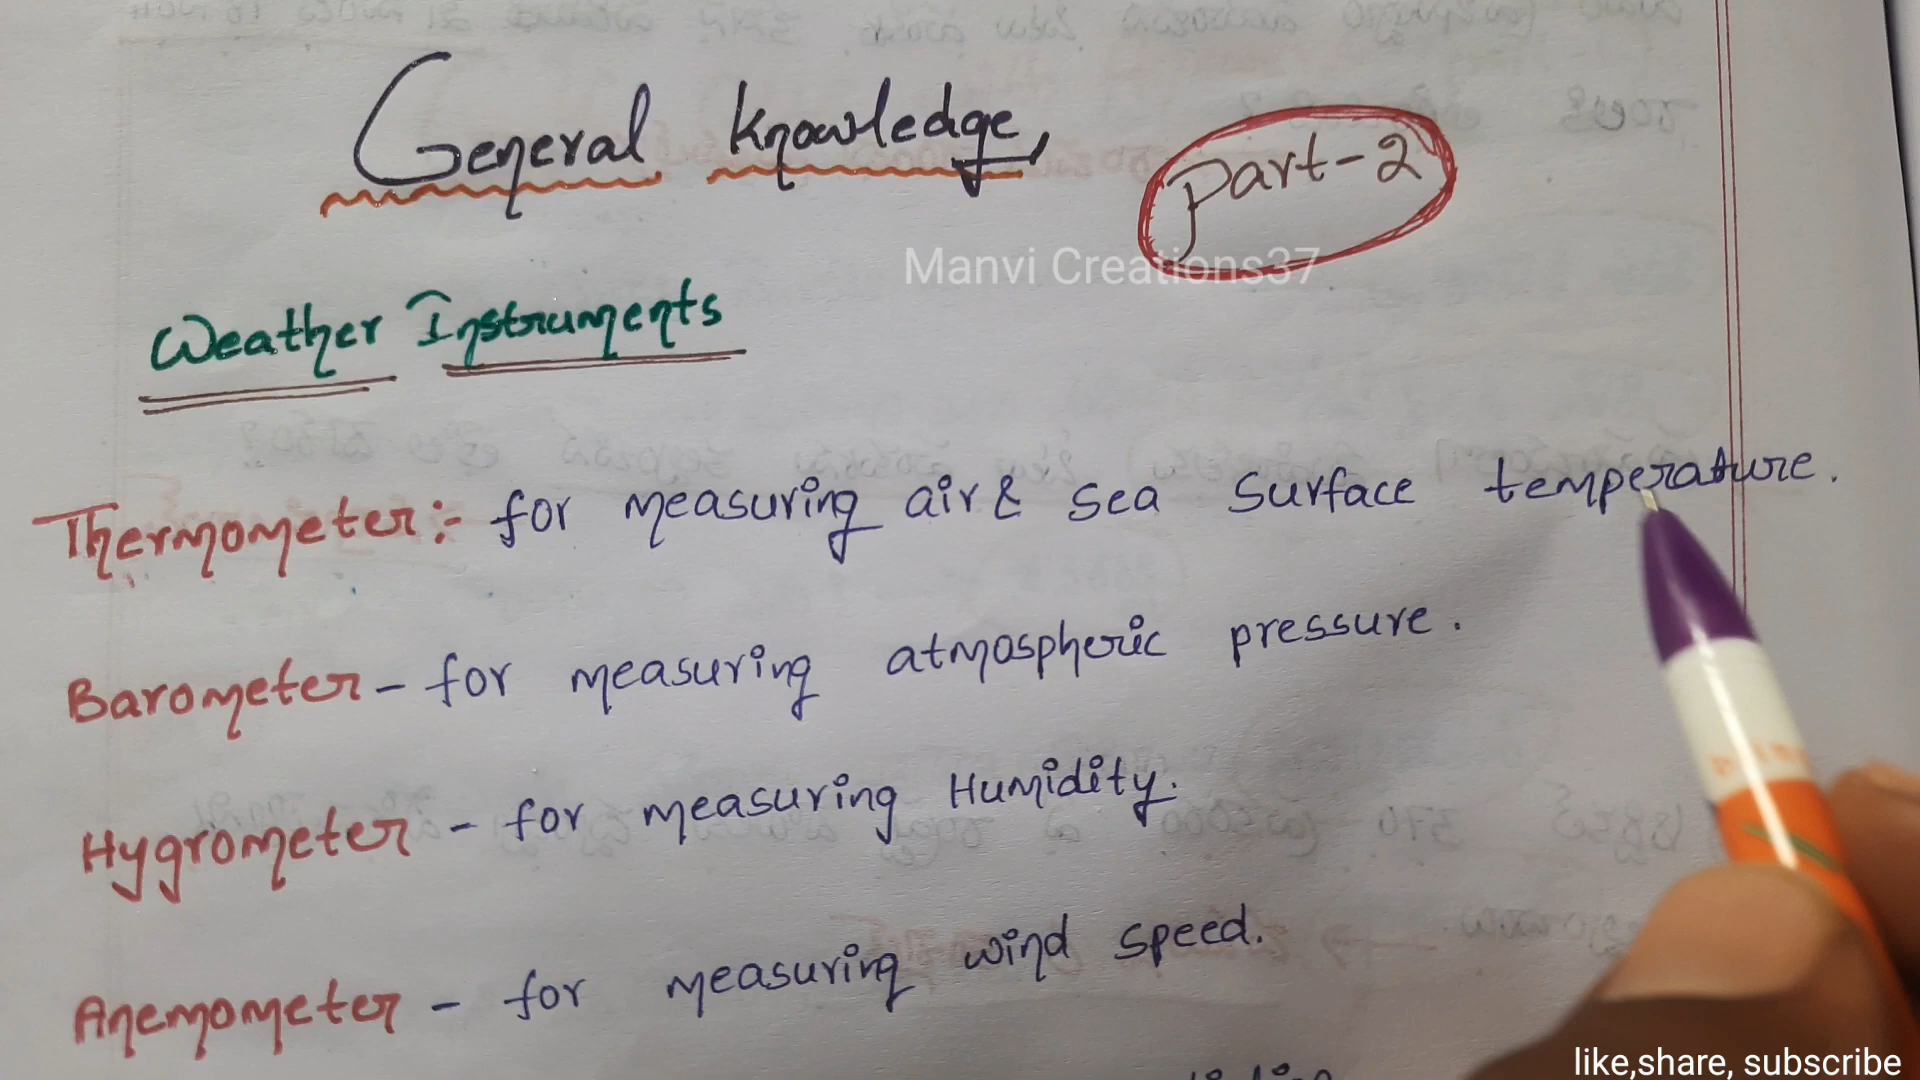 General Knowledge,
Part-2
Manvi Creations37
Weather Instruments
Thermometer:- for measuring air & sea surface temperature.
Barometer - for measuring atmospheric pressure.
Hygrometer - for measuring Humidity.
Anemometer - for measuring wind speed.
like,share, subscribe